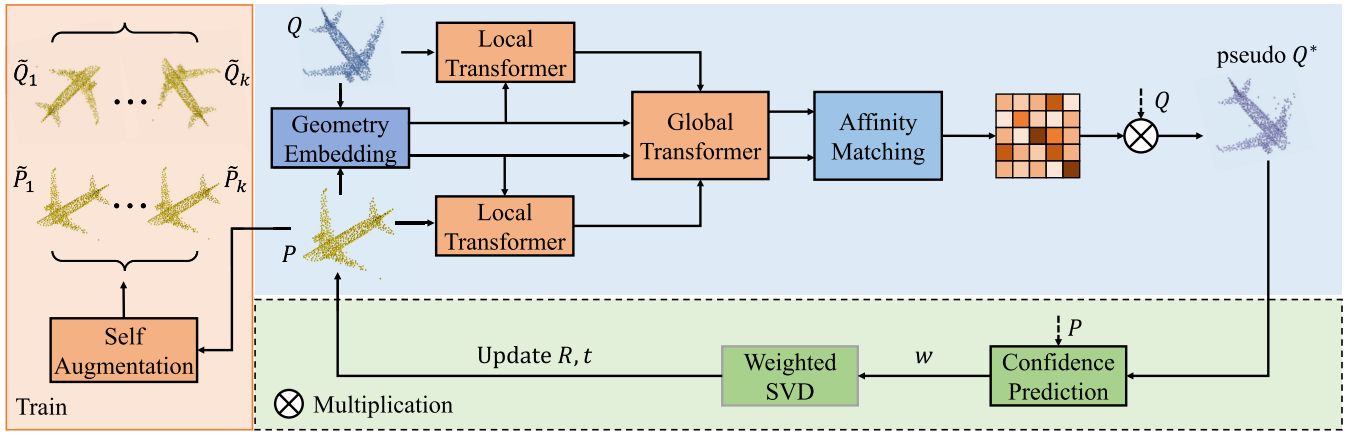 Q̃₁
Q̃ₖ
P̃₁
P̃ₖ
Self
Augmentation
Train
Q
Local
Transformer
Geometry
Embedding
P
Local
Transformer
Global
Transformer
Affinity
Matching
Q
pseudo Q*
P
Update R, t
Weighted
SVD
w
Confidence
Prediction
Multiplication